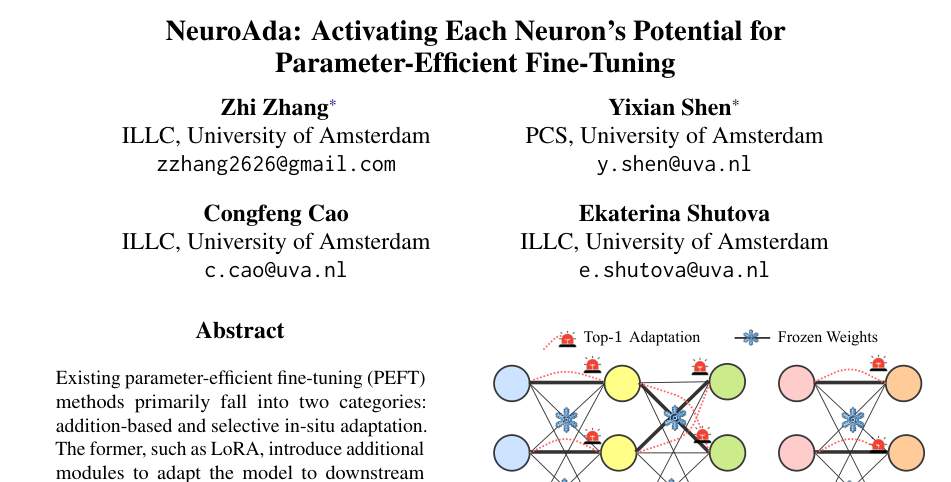 NeuroAda: Activating Each Neuron's Potential for
Parameter-Efficient Fine-Tuning
Zhi Zhang*
ILLC, University of Amsterdam
zzhang2626@gmail.com
Yixian Shen*
PCS, University of Amsterdam
y.shen@uva.nl
Congfeng Cao
ILLC, University of Amsterdam
c.cao@uva.nl
Ekaterina Shutova
ILLC, University of Amsterdam
e.shutova@uva.nl
Abstract
Existing parameter-efficient fine-tuning (PEFT)
methods primarily fall into two categories:
addition-based and selective in-situ adaptation.
The former, such as LoRA, introduce additional
modules to adapt the model to downstream
Top-1 Adaptation
Frozen Weights